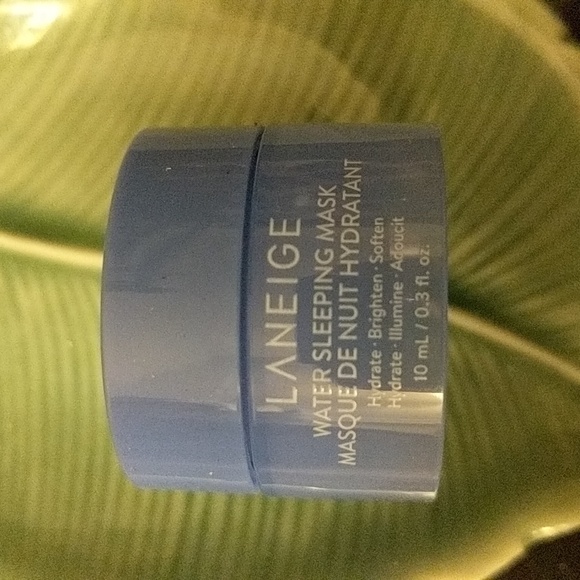 LANEIGE
WATER SLEEPING MASK
MASQUE DE NUIT HYDRATANT
Hydrate · Brighten · Soften
Hydrate · Illumine · Adoucit
10 mL / 0.3 fl. oz.